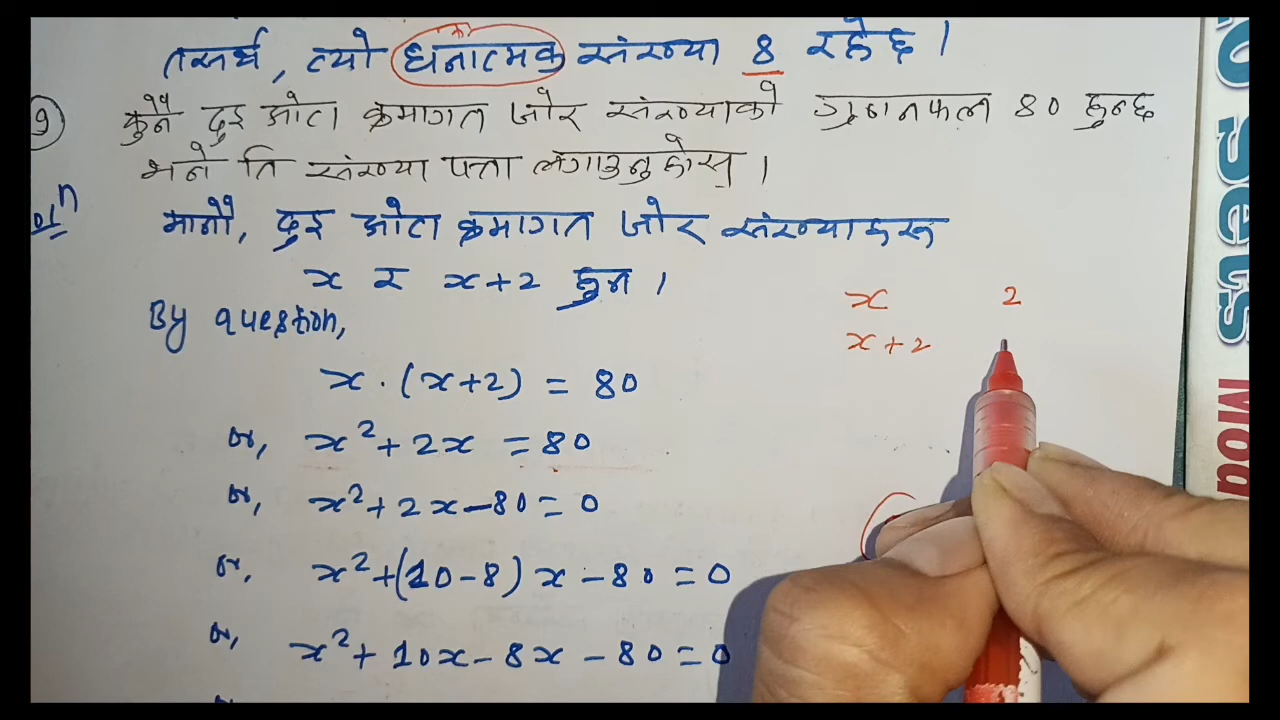 तसर्थ, त्यो धनात्मक संख्या 8 रहेछ ।
9 कुनै दुइ ओटा क्रमागत जोर संख्याको गुणनफल 80 हुन्छ
भने ति संख्या पत्ता लगाउनुहोस् ।
मानौं, दुइ ओटा क्रमागत जोर संख्याहरू
x र x+2 हुन ।
By question,
x . (x+2) = 80
or, x² + 2x = 80
or, x² + 2x - 80 = 0
or, x² + (10 - 8) x - 80 = 0
or, x² + 10x - 8x - 80 = 0
x 2
x + 2
Sets